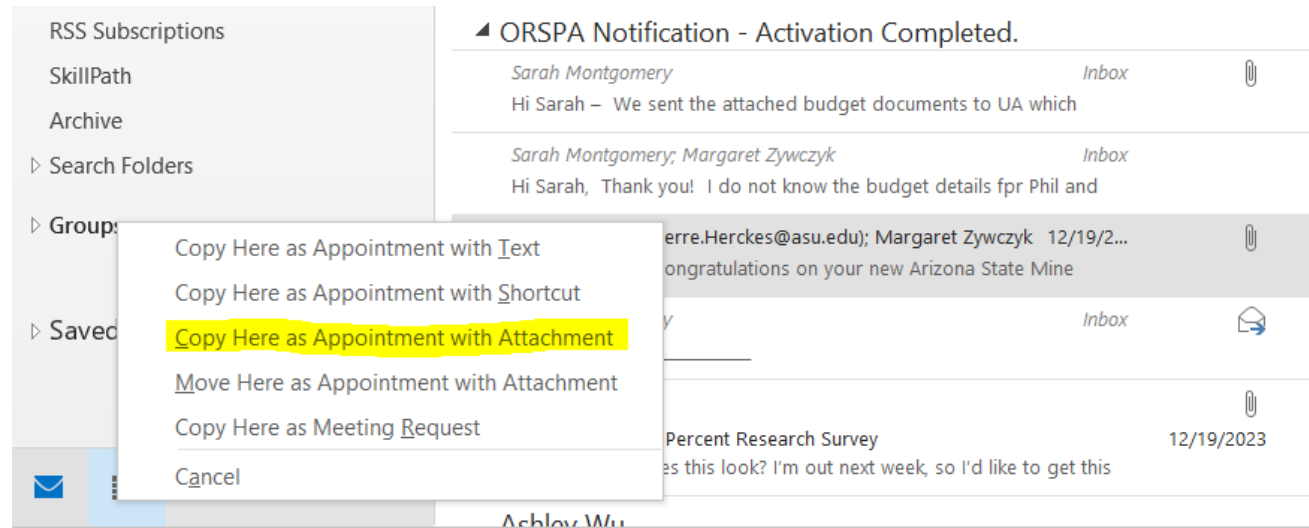 RSS Subscriptions
SkillPath
Archive
Search Folders
Groups
Saved
ORSPA Notification - Activation Completed.
Sarah Montgomery Inbox
Hi Sarah – We sent the attached budget documents to UA which
Sarah Montgomery; Margaret Zywczyk Inbox
Hi Sarah, Thank you! I do not know the budget details fpr Phil and
erre.Herckes@asu.edu); Margaret Zywczyk 12/19/2...
ongratulations on your new Arizona State Mine
y Inbox
Percent Research Survey 12/19/2023
es this look? I'm out next week, so I'd like to get this
Ashley Wu
Copy Here as Appointment with Text
Copy Here as Appointment with Shortcut
Copy Here as Appointment with Attachment
Move Here as Appointment with Attachment
Copy Here as Meeting Request
Cancel